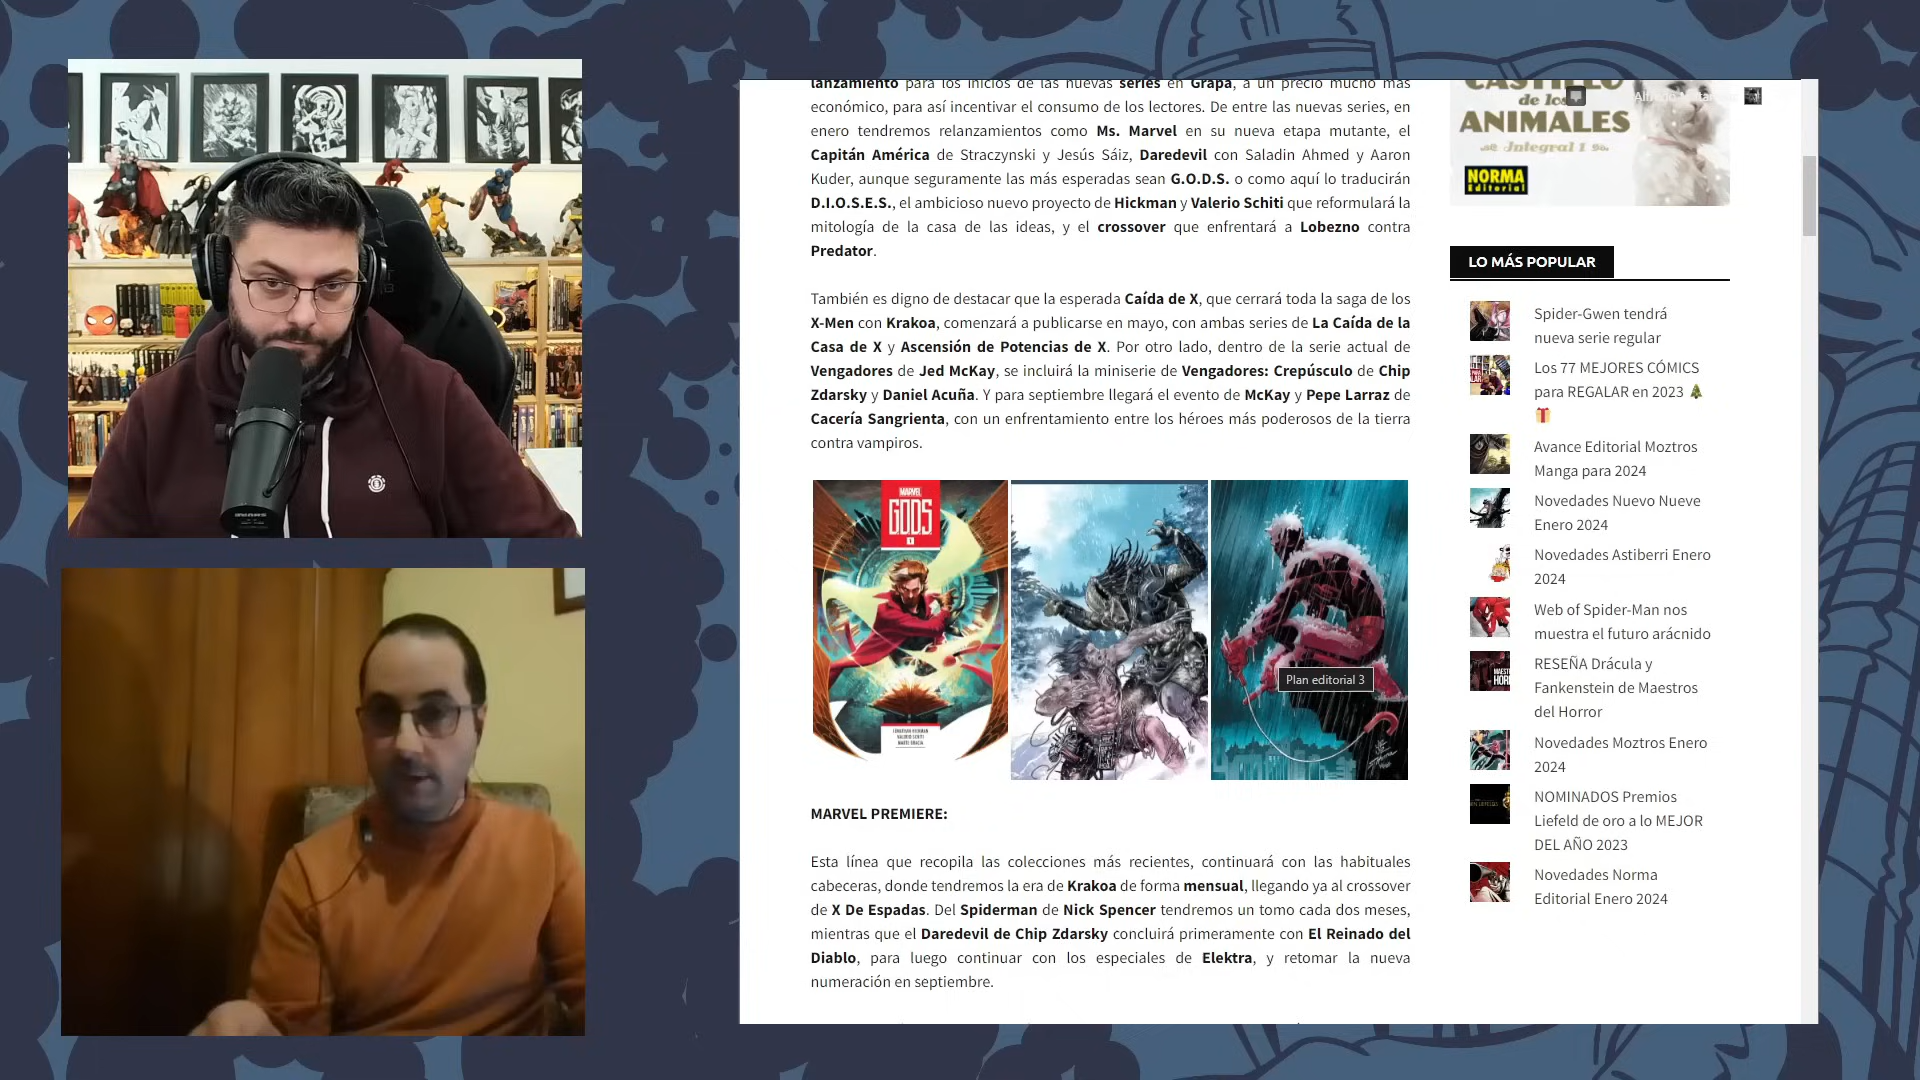 lanzamiento para los inicios de las nuevas series en Grapa, a un precio mucho más
económico, para así incentivar el consumo de los lectores. De entre las nuevas series, en
enero tendremos relanzamientos como Ms. Marvel en su nueva etapa mutante, el
Capitán América de Straczynski y Jesús Sáiz, Daredevil con Saladin Ahmed y Aaron
Kuder, aunque seguramente las más esperadas sean G.O.D.S. o como aquí lo traducirán
D.I.O.S.E.S., el ambicioso nuevo proyecto de Hickman y Valerio Schiti que reformulará la
mitología de la casa de las ideas, y el crossover que enfrentará a Lobezno contra
Predator.
También es digno de destacar que la esperada Caída de X, que cerrará toda la saga de los
X-Men con Krakoa, comenzará a publicarse en mayo, con ambas series de La Caída de la
Casa de X y Ascensión de Potencias de X. Por otro lado, dentro de la serie actual de
Vengadores de Jed McKay, se incluirá la miniserie de Vengadores: Crepúsculo de Chip
Zdarsky y Daniel Acuña. Y para septiembre llegará el evento de McKay y Pepe Larraz de
Cacería Sangrienta, con un enfrentamiento entre los héroes más poderosos de la tierra
contra vampiros.
MARVEL
GODS
1
JONATHAN HICKMAN
VALERIO SCHITI
Plan editorial 3
MARVEL PREMIERE:
Esta línea que recopila las colecciones más recientes, continuará con las habituales
cabeceras, donde tendremos la era de Krakoa de forma mensual, llegando ya al crossover
de X De Espadas. Del Spiderman de Nick Spencer tendremos un tomo cada dos meses,
mientras que el Daredevil de Chip Zdarsky concluirá primeramente con El Reinado del
Diablo, para luego continuar con los especiales de Elektra, y retomar la nueva
numeración en septiembre.
CASTILLO
de los
ANIMALES
Integral 1
NORMA
Editorial
LO MÁS POPULAR
Spider-Gwen tendrá
nueva serie regular
Los 77 MEJORES CÓMICS
para REGALAR en 2023 🎄
🎁
Avance Editorial Moztros
Manga para 2024
Novedades Nuevo Nueve
Enero 2024
Novedades Astiberri Enero
2024
Web of Spider-Man nos
muestra el futuro arácnido
RESEÑA Drácula y
Fankenstein de Maestros
del Horror
Novedades Moztros Enero
2024
NOMINADOS Premios
Liefeld de oro a lo MEJOR
DEL AÑO 2023
Novedades Norma
Editorial Enero 2024